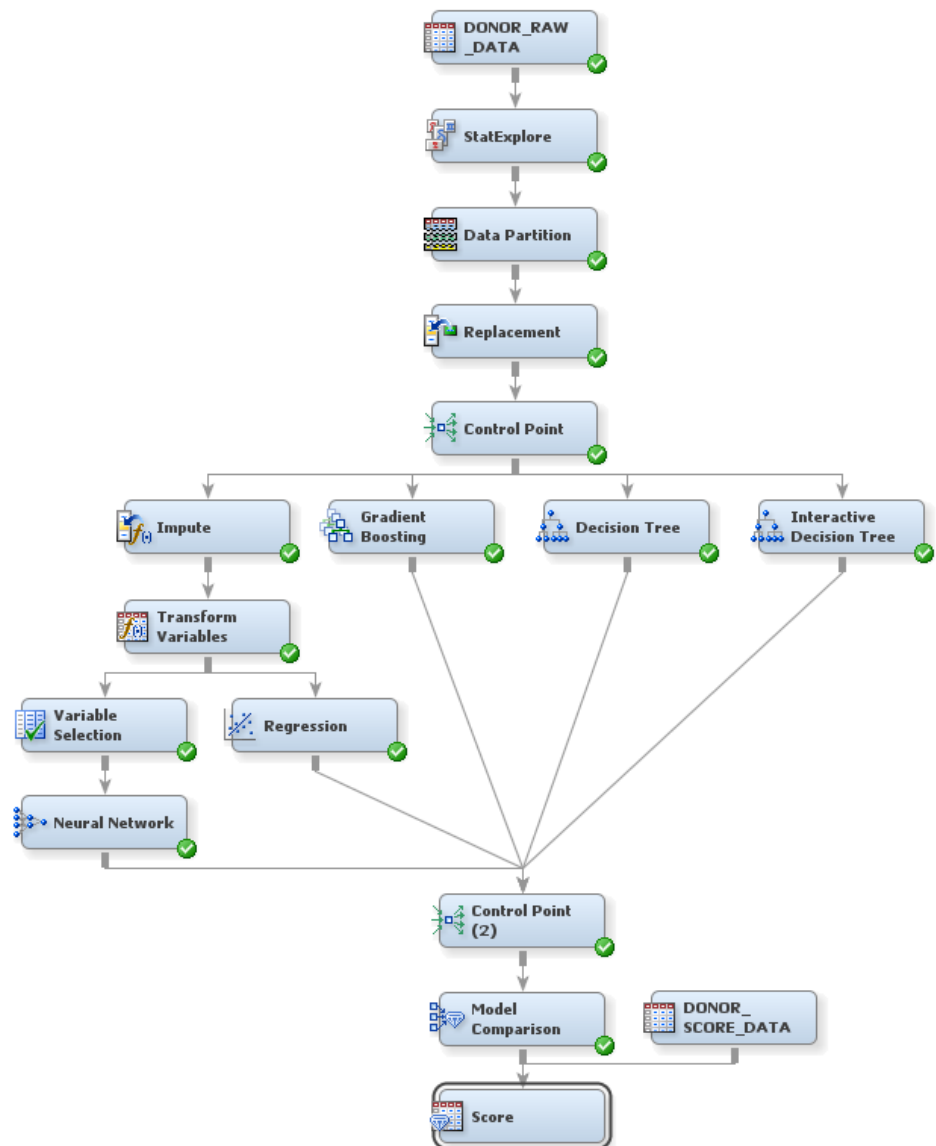 DONOR_RAW
_DATA
StatExplore
Data Partition
Replacement
Control Point
Impute
Gradient
Boosting
Decision Tree
Interactive
Decision Tree
Transform
Variables
Variable
Selection
Regression
Neural Network
Control Point
(2)
Model
Comparison
DONOR_
SCORE_DATA
Score